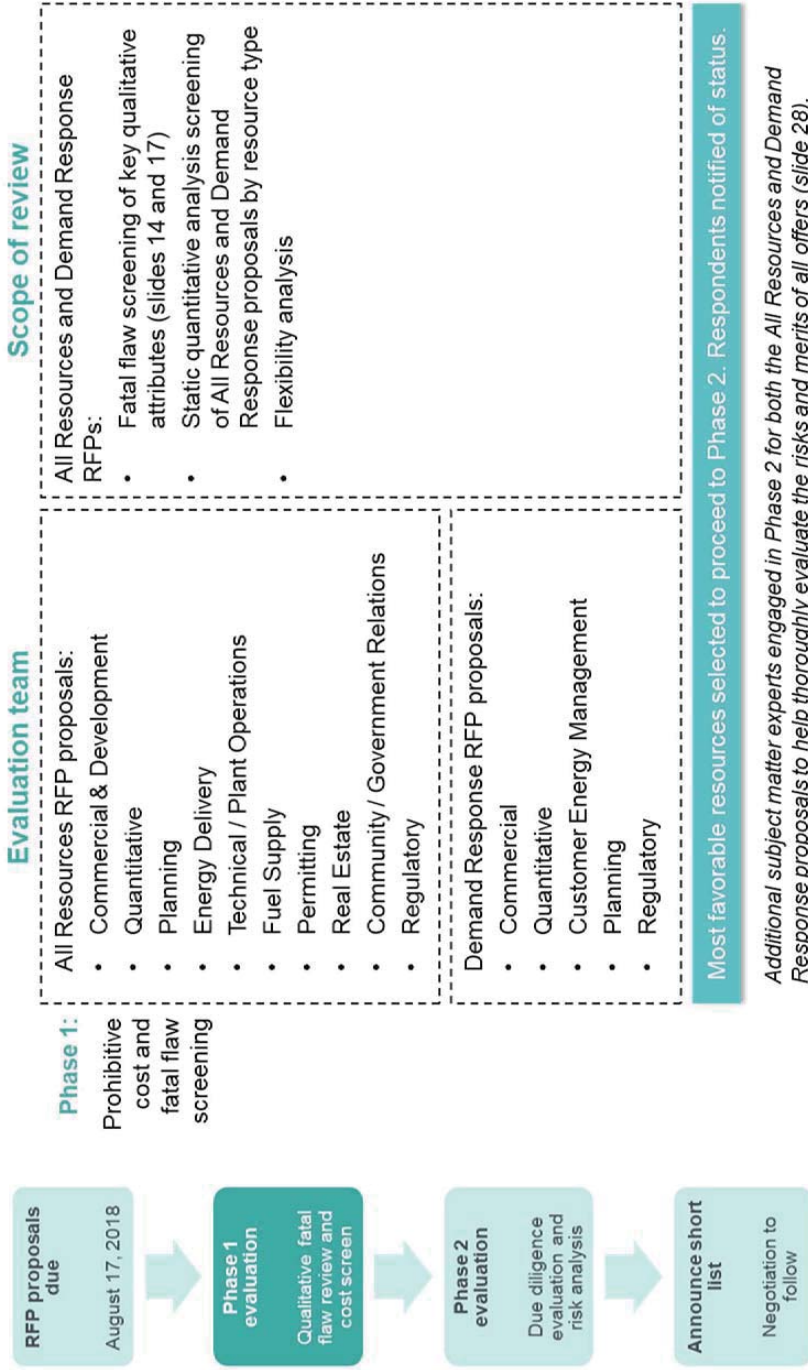 RFP proposals
due
August 17, 2018
Phase 1
evaluation
Qualitative fatal
flaw review and
cost screen
Phase 2
evaluation
Due diligence
evaluation and
risk analysis
Announce short
list
Negotiation to
follow
Phase 1:
Prohibitive
cost and
fatal flaw
screening
Evaluation team
All Resources RFP proposals:
• Commercial & Development
• Quantitative
• Planning
• Energy Delivery
• Technical / Plant Operations
• Fuel Supply
• Permitting
• Real Estate
• Community / Government Relations
• Regulatory
Demand Response RFP proposals:
• Commercial
• Quantitative
• Customer Energy Management
• Planning
• Regulatory
Scope of review
All Resources and Demand Response
RFPs:
• Fatal flaw screening of key qualitative
attributes (slides 14 and 17)
• Static quantitative analysis screening
of All Resources and Demand
Response proposals by resource type
• Flexibility analysis
Most favorable resources selected to proceed to Phase 2. Respondents notified of status.
Additional subject matter experts engaged in Phase 2 for both the All Resources and Demand
Response proposals to help thoroughly evaluate the risks and merits of all offers (slide 28).